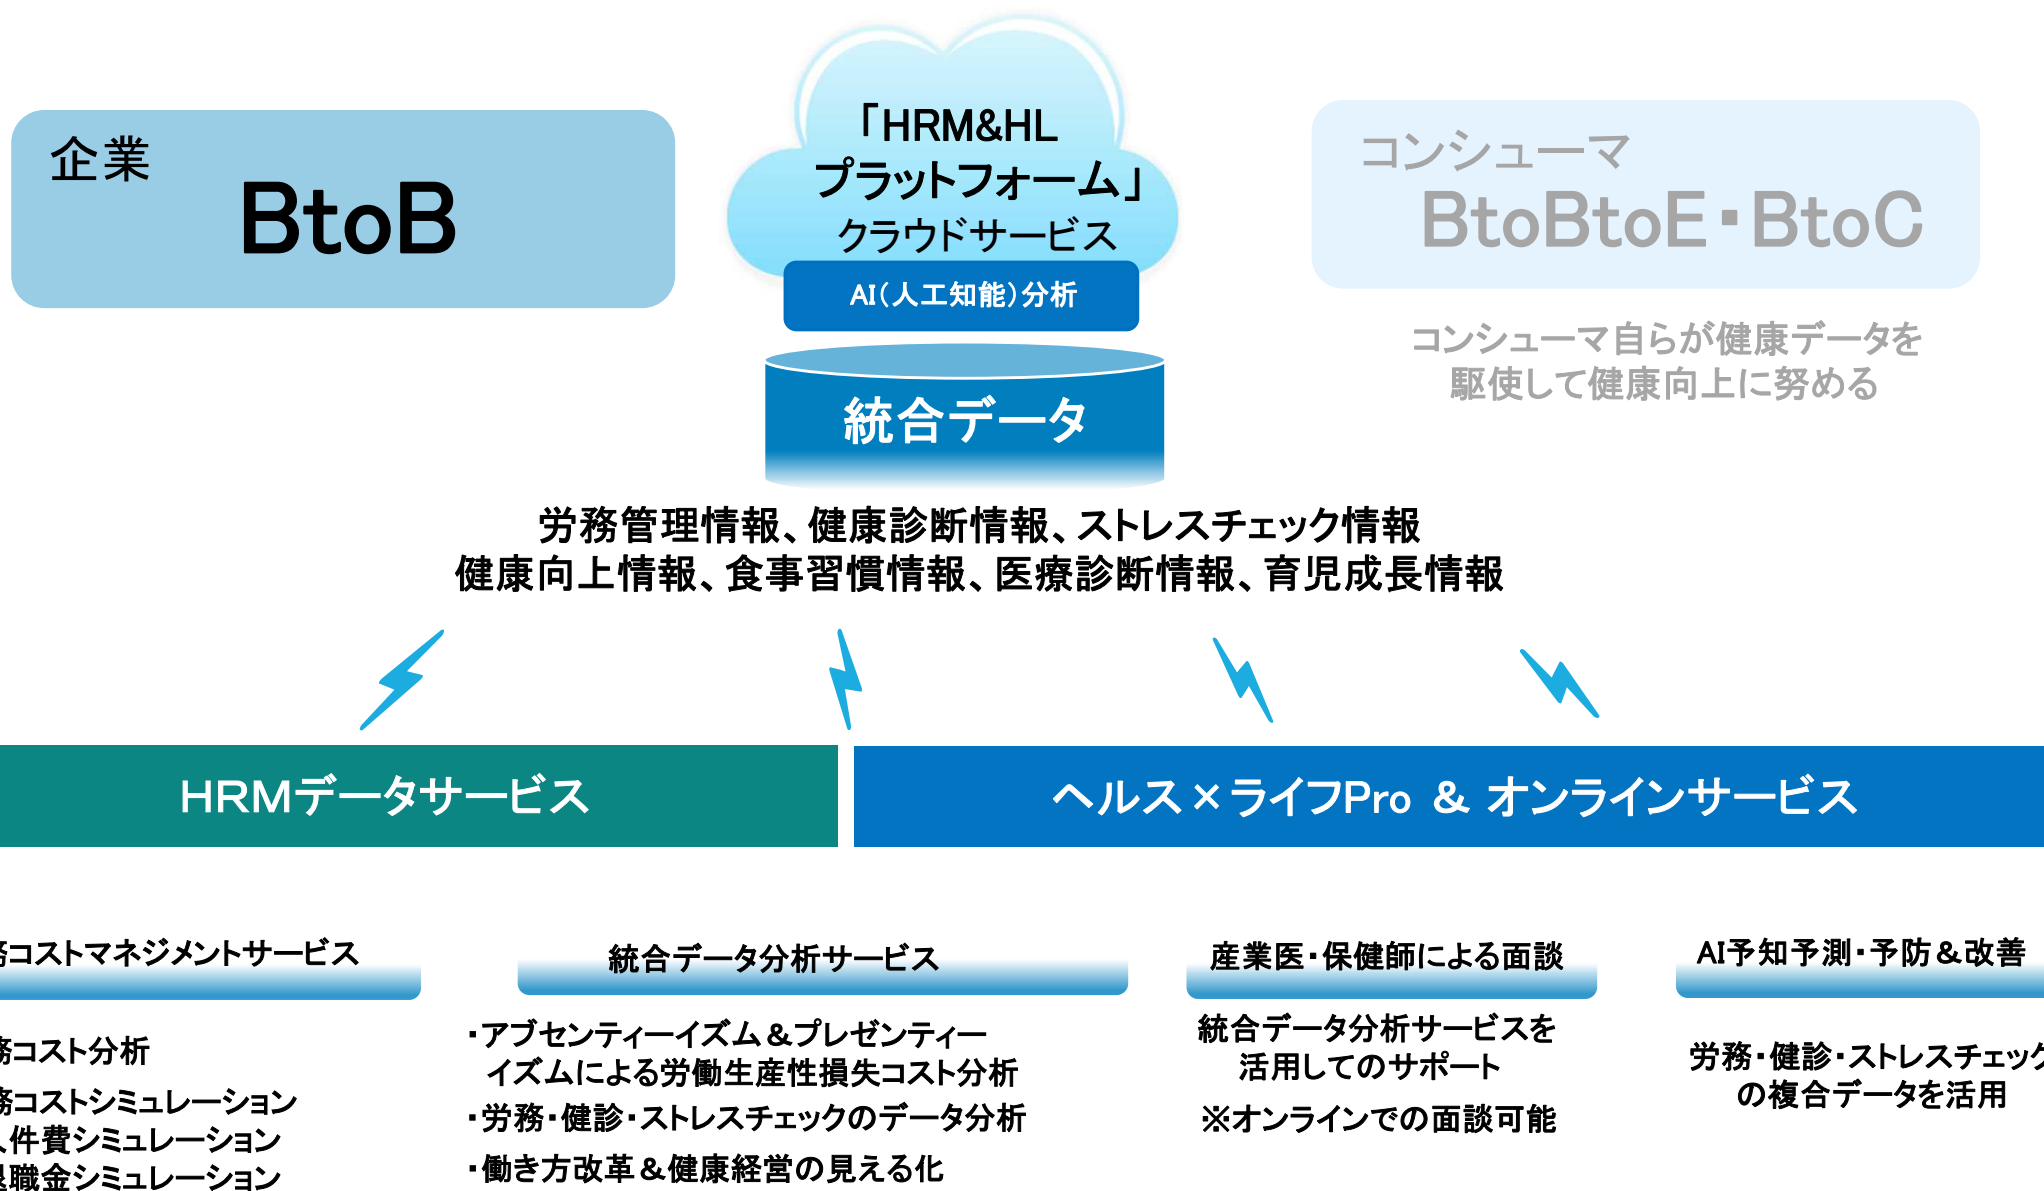 企業
BtoB
「HRM&HL
プラットフォーム」
クラウドサービス
AI（人工知能）分析
統合データ
コンシューマ
BtoBtoE・BtoC
コンシューマ自らが健康データを
駆使して健康向上に努める
労務管理情報、健康診断情報、ストレスチェック情報
健康向上情報、食事習慣情報、医療診断情報、育児成長情報
HRMデータサービス
ヘルス×ライフPro & オンラインサービス
務コストマネジメントサービス
務コスト分析
務コストシミュレーション
人件費シミュレーション
退職金シミュレーション
統合データ分析サービス
・アブセンティーイズム&プレゼンティー
イズムによる労働生産性損失コスト分析
・労務・健診・ストレスチェックのデータ分析
・働き方改革&健康経営の見える化
産業医・保健師による面談
統合データ分析サービスを
活用してのサポート
※オンラインでの面談可能
AI予知予測・予防&改善
労務・健診・ストレスチェック
の複合データを活用